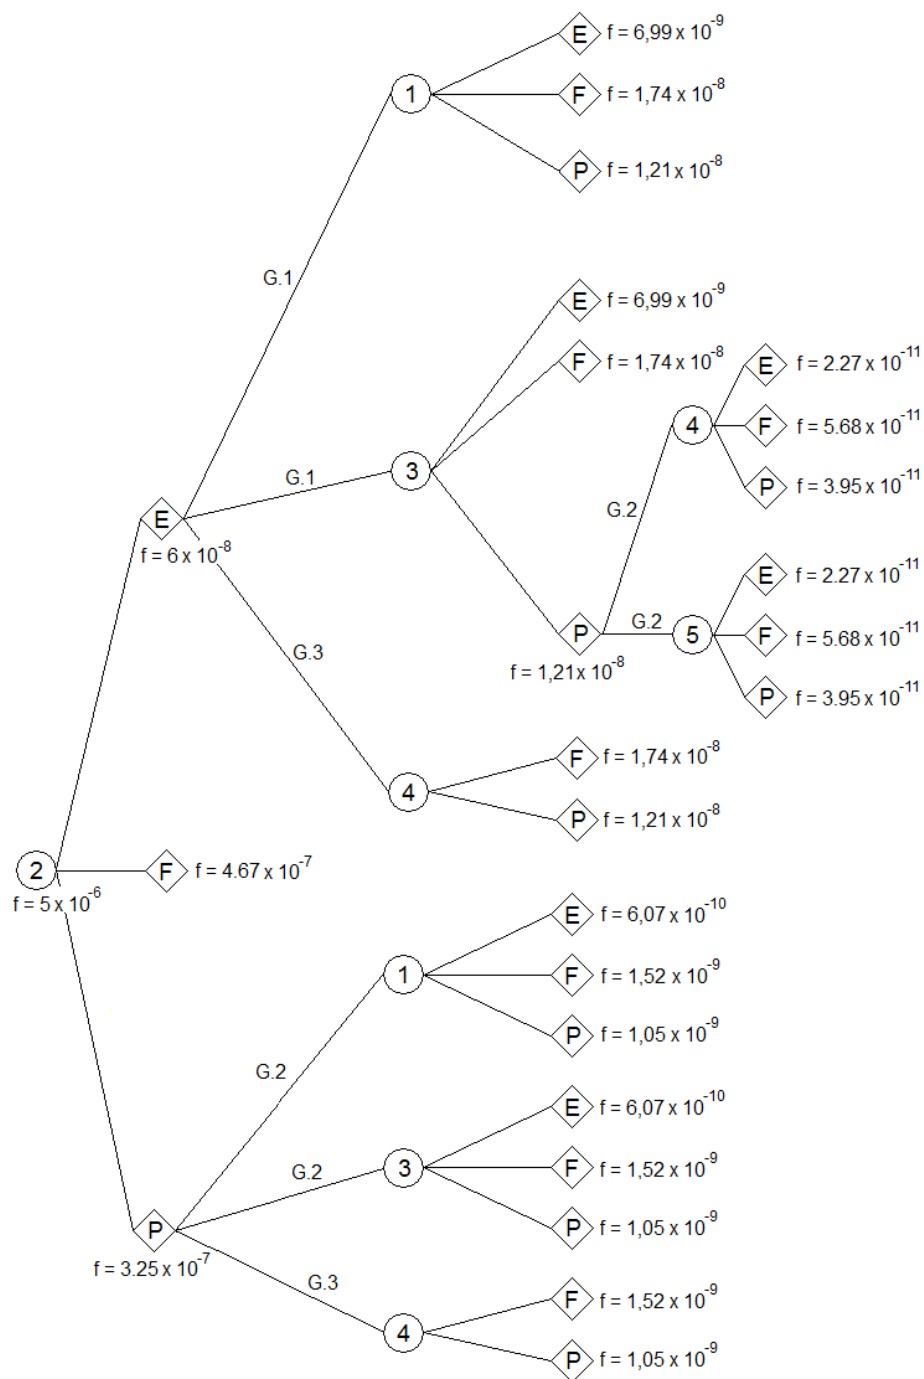 E f = 6,99 x 10-9
1
F f = 1,74 x 10-8
P f = 1,21 x 10-8
G.1
E f = 6,99 x 10-9
F f = 1,74 x 10-8
E f = 2.27 x 10-11
4
F f = 5.68 x 10-11
3
G.1
P f = 3.95 x 10-11
G.2
E
f = 6 x 10-8
E f = 2.27 x 10-11
G.2
P
5
F f = 5.68 x 10-11
G.3
f = 1,21 x 10-8
P f = 3.95 x 10-11
F f = 1,74 x 10-8
4
P f = 1,21 x 10-8
2
F f = 4.67 x 10-7
f = 5 x 10-6
E f = 6,07 x 10-10
1
F f = 1,52 x 10-9
P f = 1,05 x 10-9
G.2
E f = 6,07 x 10-10
G.2
3
F f = 1,52 x 10-9
P
P f = 1,05 x 10-9
f = 3.25 x 10-7
G.3
F f = 1,52 x 10-9
4
P f = 1,05 x 10-9